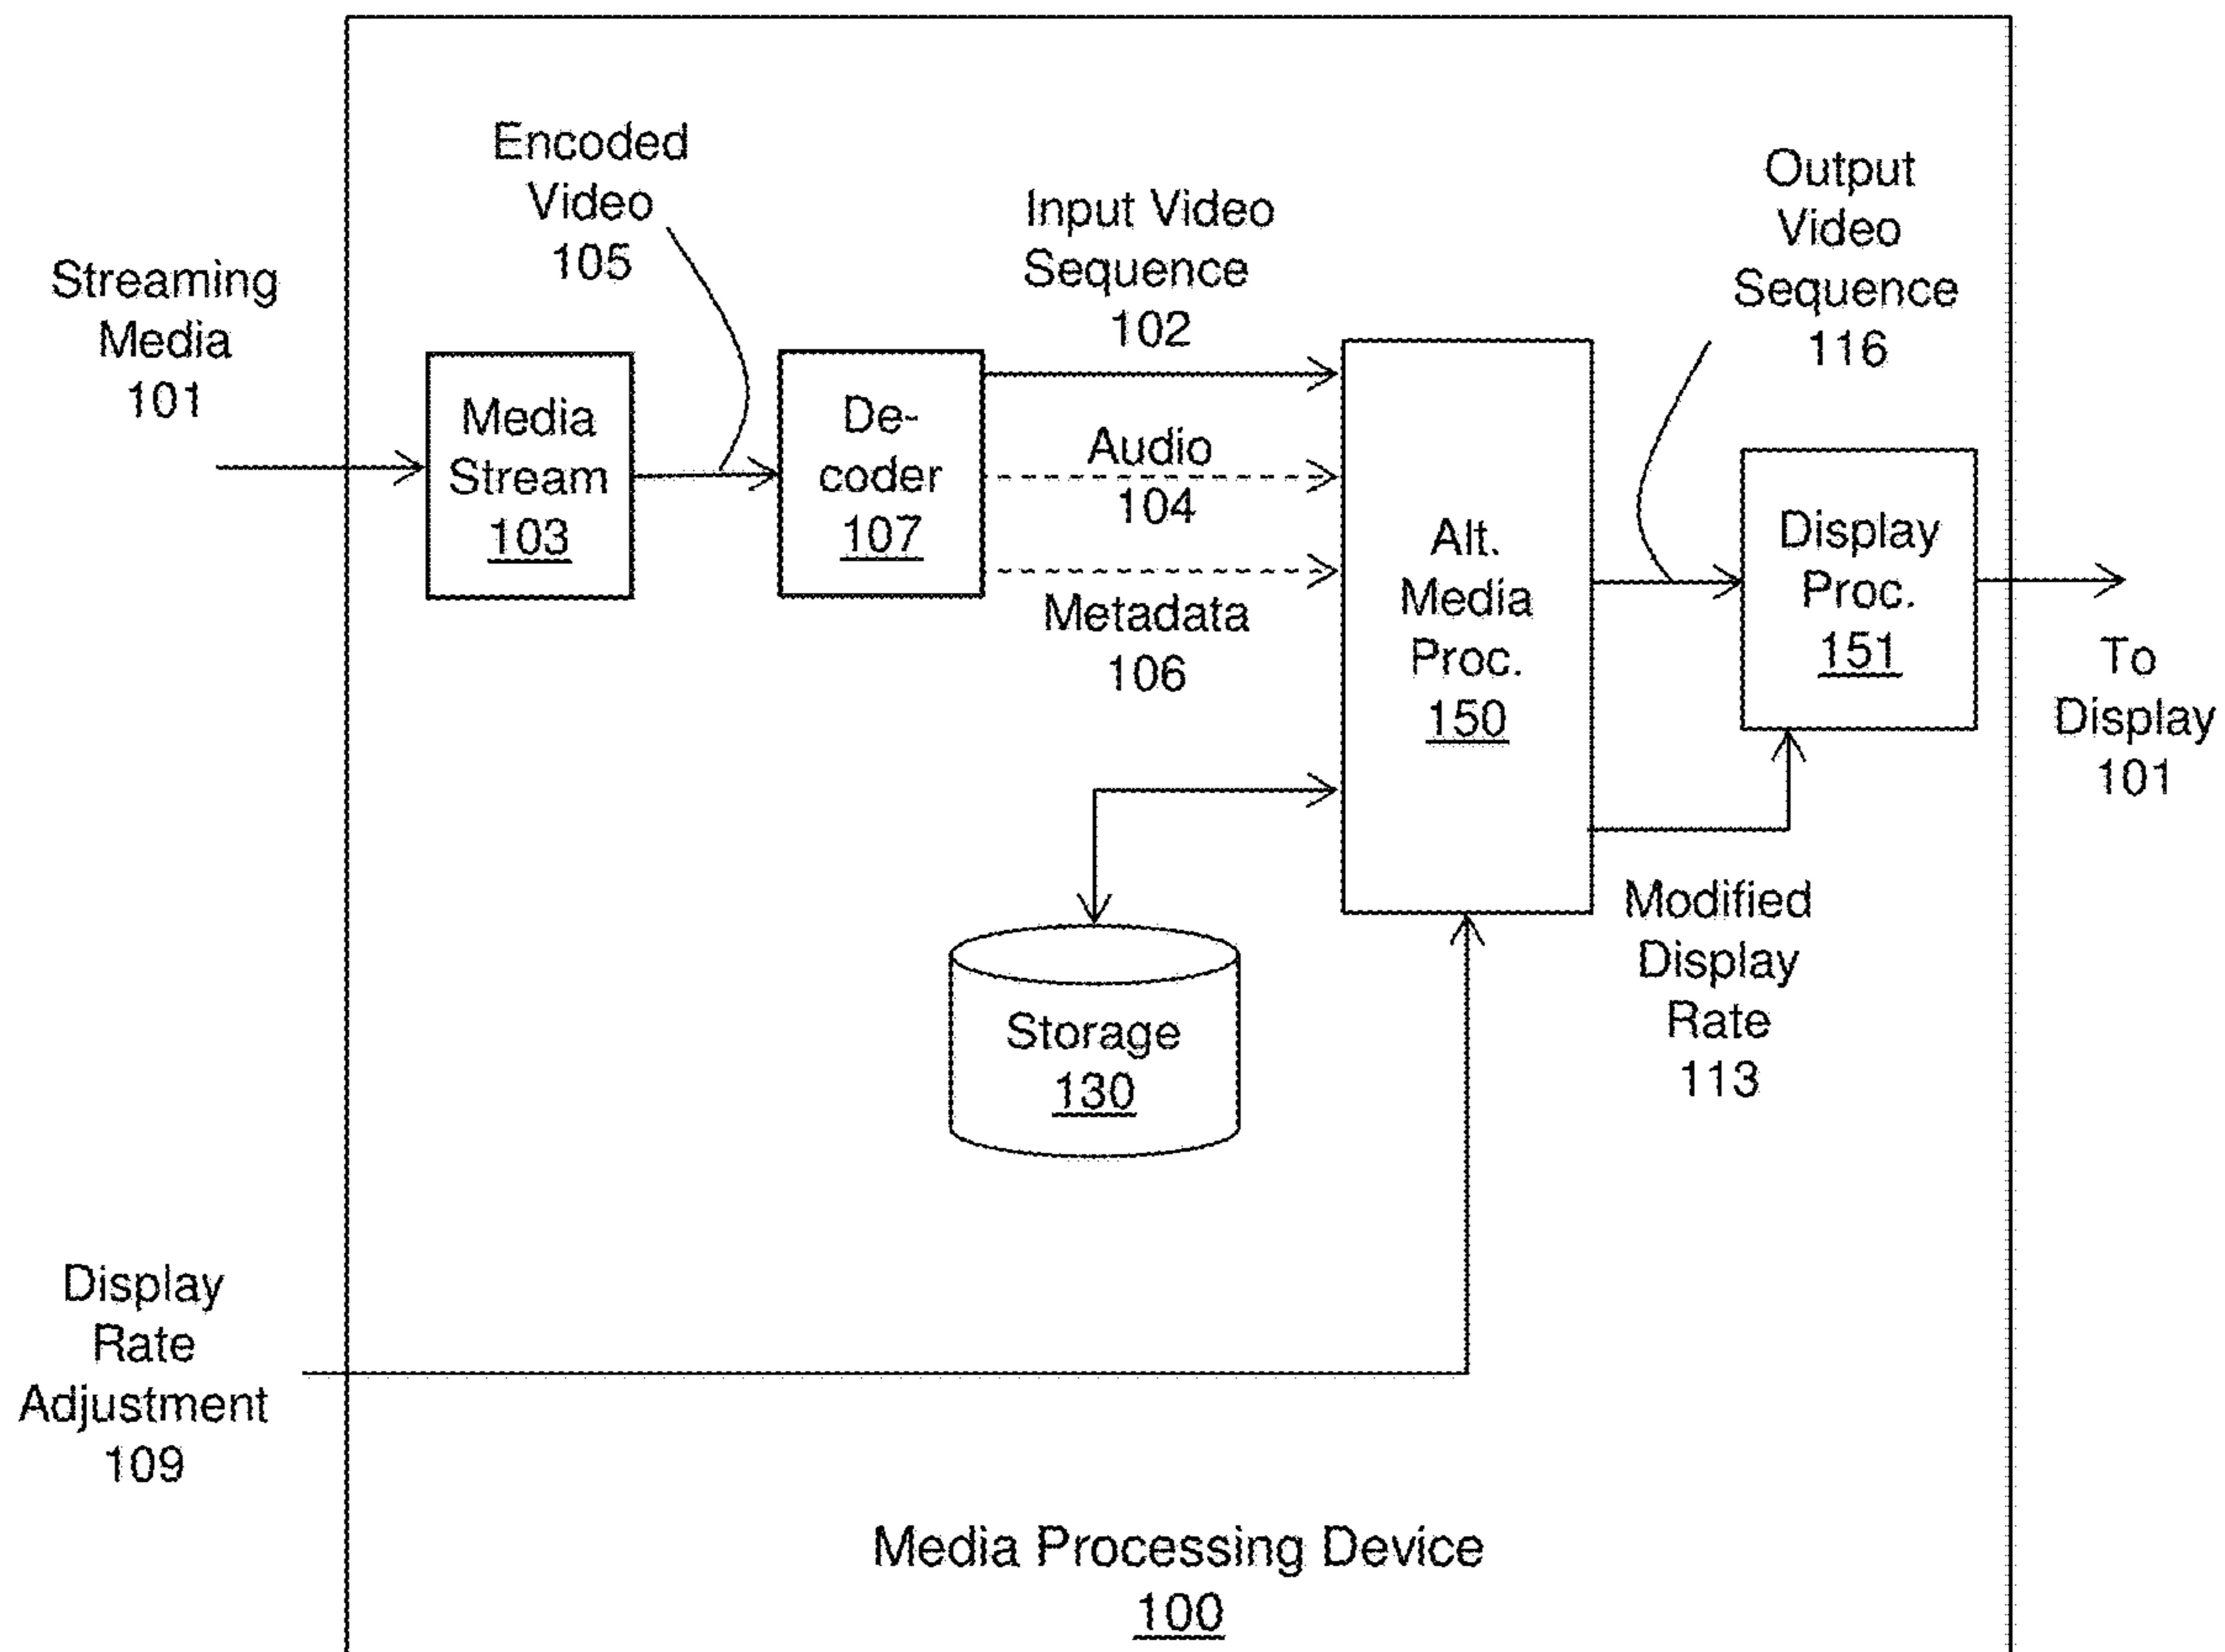 Streaming
Media
101
Encoded
Video
105
Input Video
Sequence
102
Output
Video
Sequence
116
Media
Stream
103
De-
coder
107
Audio
104
Metadata
106
Alt.
Media
Proc.
150
Display
Proc.
151
To
Display
101
Storage
130
Modified
Display
Rate
113
Display
Rate
Adjustment
109
Media Processing Device
100